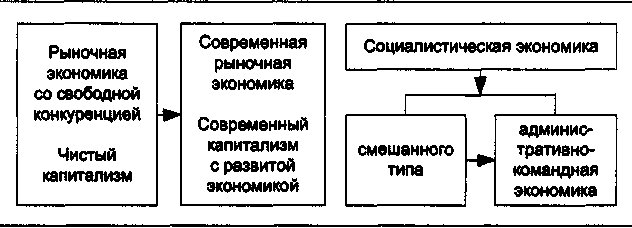 Рыночная
экономика
со свободной
конкуренцией
Чистый
капитализм
Современная
рыночная
экономика
Современный
капитализм
с развитой
экономикой
Социалистическая экономика
смешанного
типа
админис-
тративно-
командная
экономика